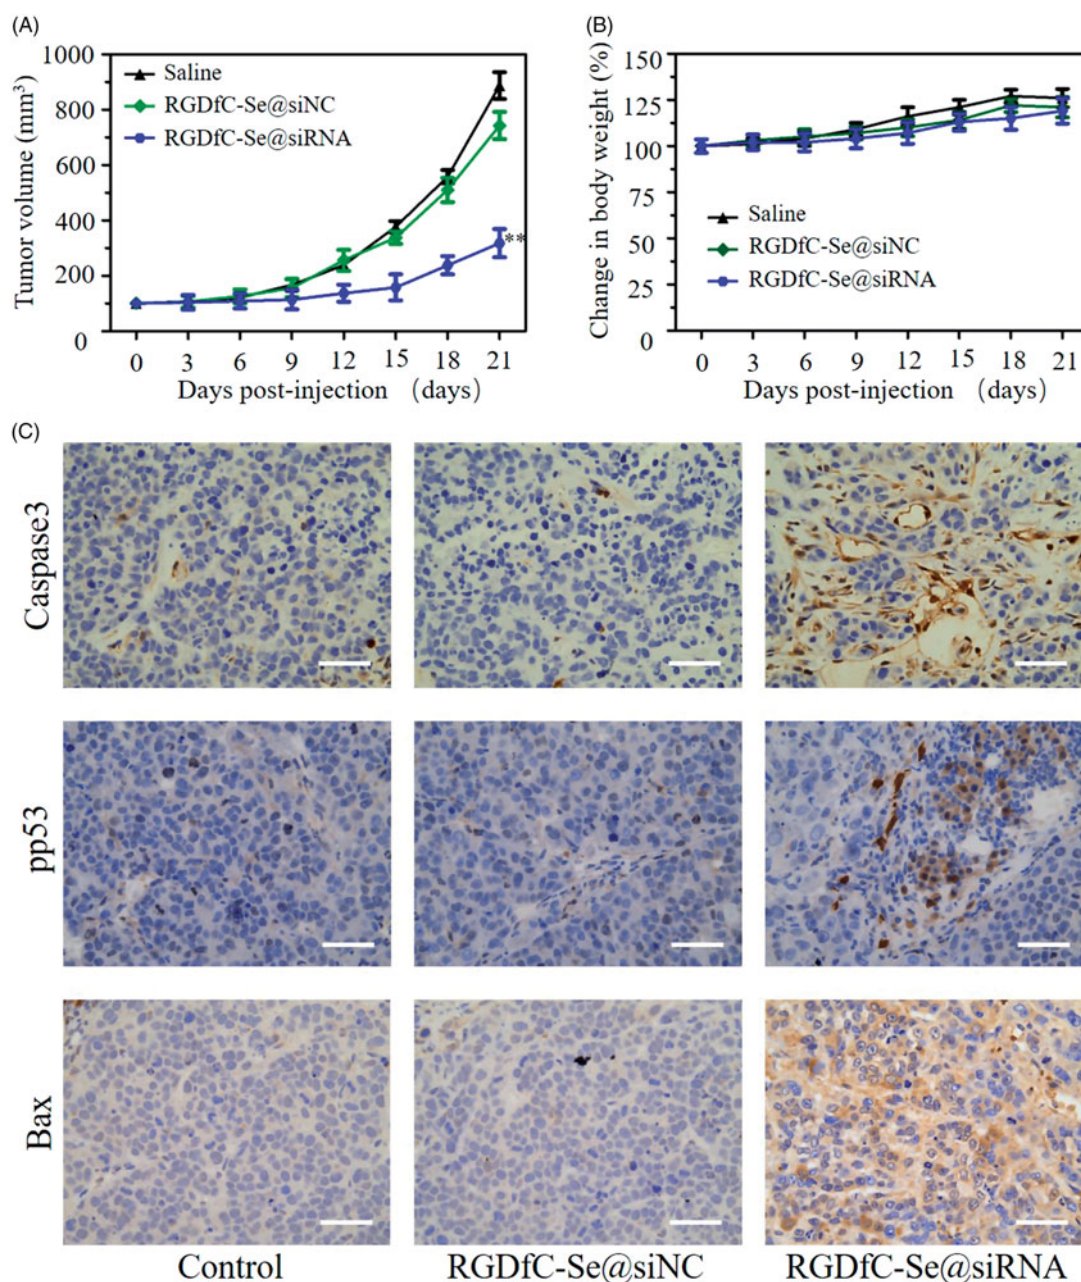 (A)
1000
800
600
400
200
0
Tumor volume (mm³)
Saline
RGDfC-Se@siNC
RGDfC-Se@siRNA
**
0 3 6 9 12 15 18 21
Days post-injection (days)
(B)
150
125
100
75
50
25
0
Change in body weight (%)
Saline
RGDfC-Se@siNC
RGDfC-Se@siRNA
0 3 6 9 12 15 18 21
Days post-injection (days)
(C)
Caspase3
pp53
Bax
Control RGDfC-Se@siNC RGDfC-Se@siRNA